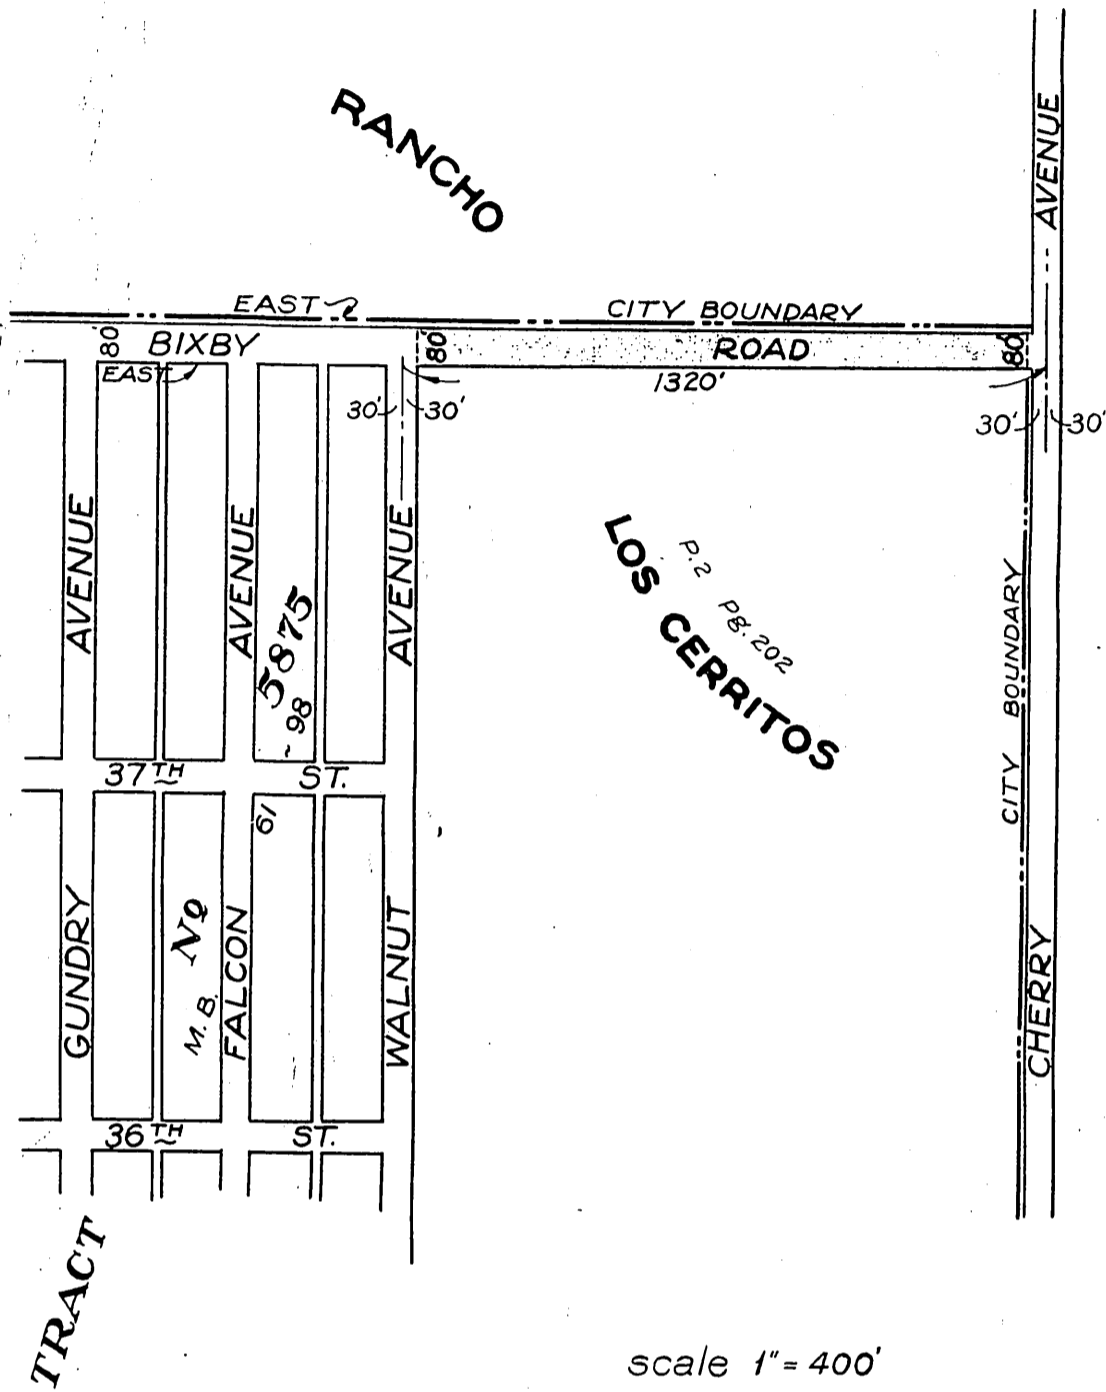 RANCHO
AVENUE
EAST
CITY BOUNDARY
80'
BIXBY
80'
ROAD
80'
EAST
1320'
30'
30'
30'
30'
AVENUE
AVENUE
5875
AVENUE
LOS CERRITOS
P.2 Pg. 202
CITY BOUNDARY
~ 98
37TH ST.
61
GUNDRY
No
M. B.
FALCON
WALNUT
CHERRY
36TH ST.
TRACT
scale 1" = 400'